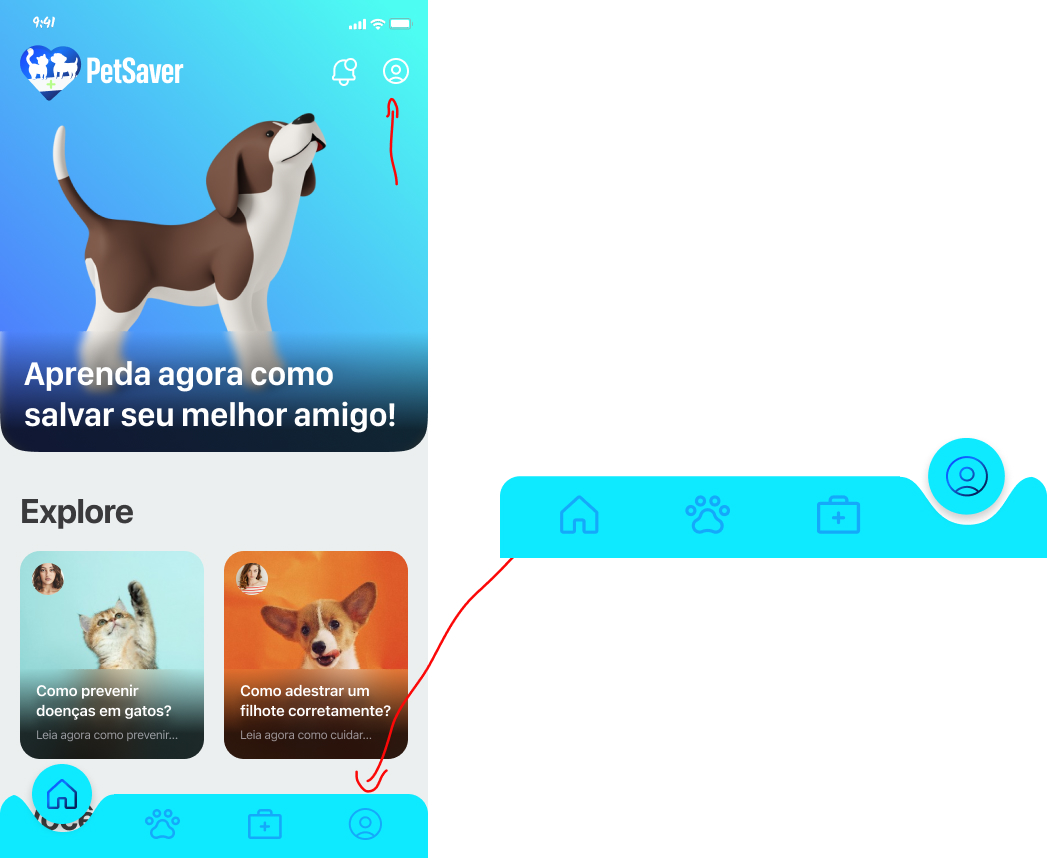 9:41
PetSaver
Aprenda agora como
salvar seu melhor amigo!
Explore
Como prevenir
doenças em gatos?
Leia agora como prevenir...
Como adestrar um
filhote corretamente?
Leia agora como cuidar...